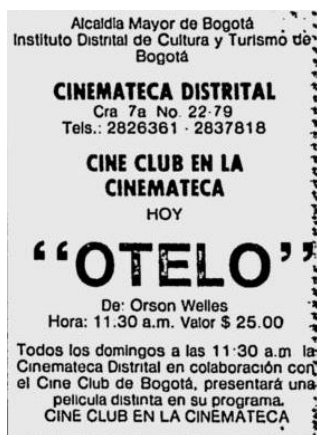 Alcaldía Mayor de Bogotá
Instituto Distrital de Cultura y Turismo de
Bogotá
CINEMATECA DISTRITAL
Cra 7a No. 22-79
Tels.: 2826361 - 2837818
CINE CLUB EN LA
CINEMATECA
HOY
"OTELO"
De: Orson Welles
Hora: 11.30 a.m. Valor $ 25.00
Todos los domingos a las 11:30 a.m la
Cinemateca Distrital en colaboración con
el Cine Club de Bogotá, presentará una
película distinta en su programa.
CINE CLUB EN LA CINEMATECA